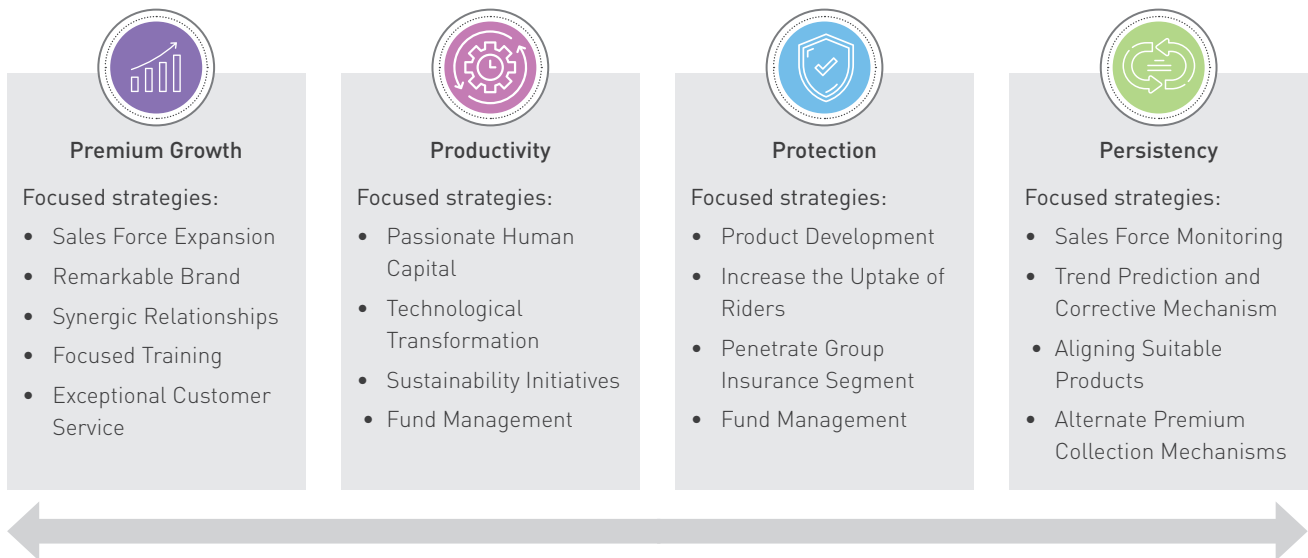 Premium Growth
Focused strategies:
• Sales Force Expansion
• Remarkable Brand
• Synergic Relationships
• Focused Training
• Exceptional Customer
Service
Productivity
Focused strategies:
• Passionate Human
Capital
• Technological
Transformation
• Sustainability Initiatives
• Fund Management
Protection
Focused strategies:
• Product Development
• Increase the Uptake of
Riders
• Penetrate Group
Insurance Segment
• Fund Management
Persistency
Focused strategies:
• Sales Force Monitoring
• Trend Prediction and
Corrective Mechanism
• Aligning Suitable
Products
• Alternate Premium
Collection Mechanisms